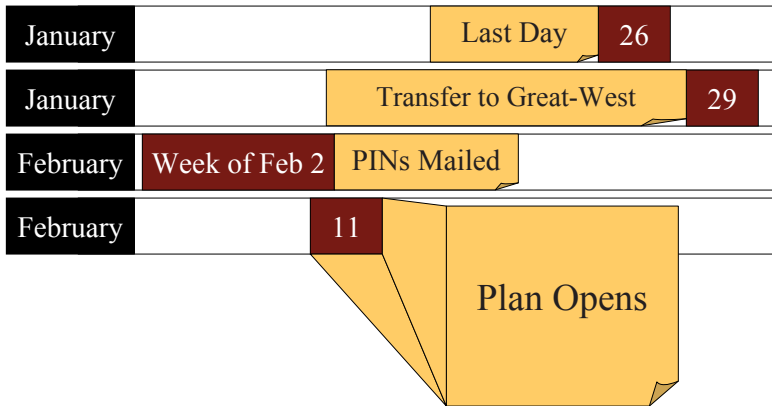 January Last Day 26
January Transfer to Great-West 29
February Week of Feb 2 PINs Mailed
February 11
Plan Opens